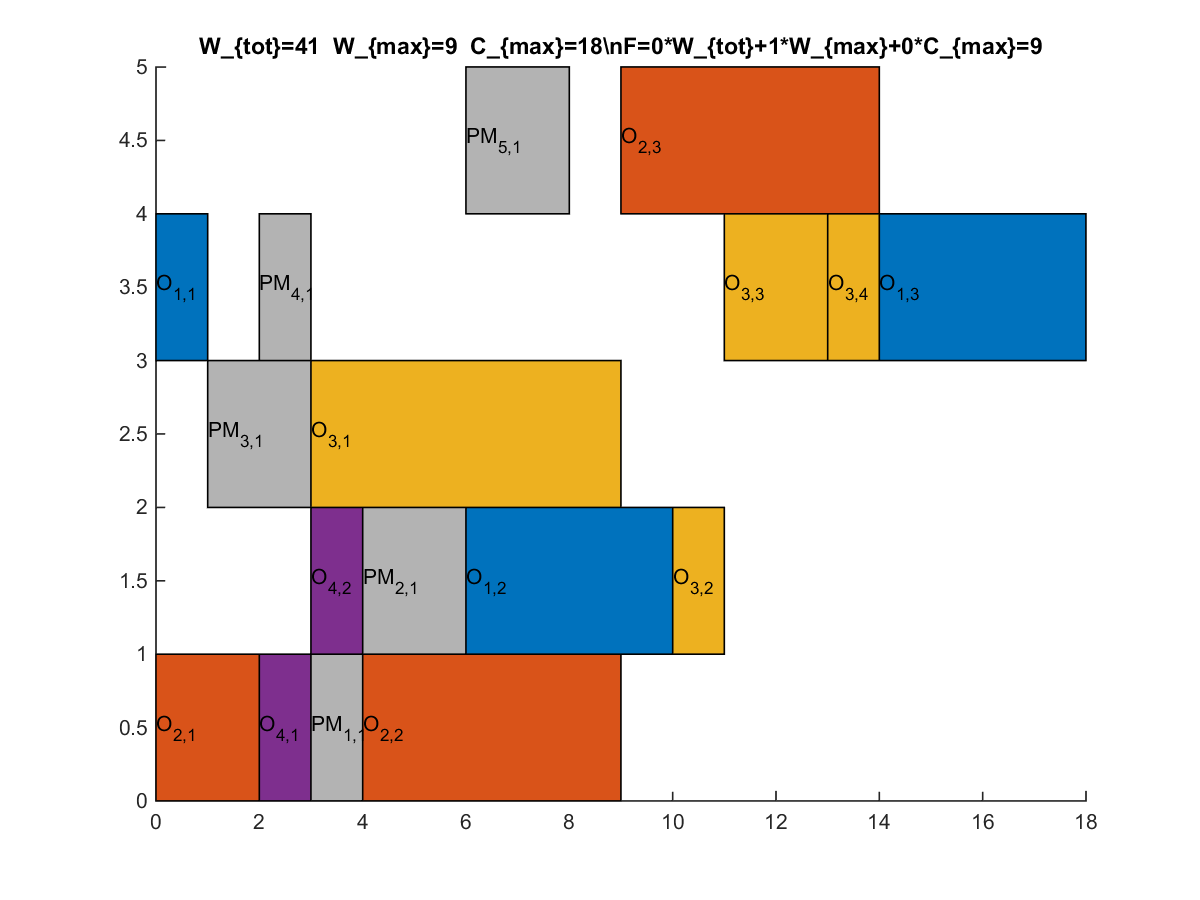 W_{tot}=41 W_{max}=9 C_{max}=18\nF=0*W_{tot}+1*W_{max}+0*C_{max}=9
5
PM5,1
O2,3
4.5
4
O1,1
PM4,1
O3,3
O3,4
O1,3
3.5
3
PM3,1
O3,1
2.5
2
O4,2
PM2,1
O1,2
O3,2
1.5
1
O2,1
O4,1
PM1,1
O2,2
0.5
0
0 2 4 6 8 10 12 14 16 18